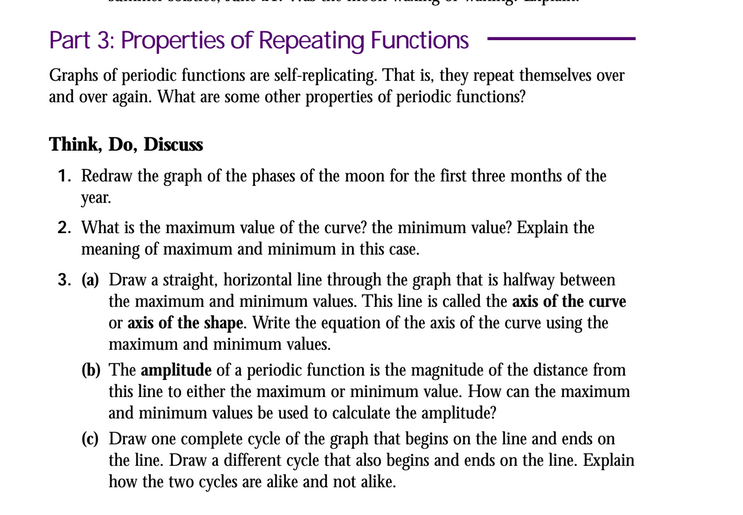 Part 3: Properties of Repeating Functions
Graphs of periodic functions are self-replicating. That is, they repeat themselves over
and over again. What are some other properties of periodic functions?
Think, Do, Discuss
1. Redraw the graph of the phases of the moon for the first three months of the
year.
2. What is the maximum value of the curve? the minimum value? Explain the
meaning of maximum and minimum in this case.
3. (a) Draw a straight, horizontal line through the graph that is halfway between
the maximum and minimum values. This line is called the axis of the curve
or axis of the shape. Write the equation of the axis of the curve using the
maximum and minimum values.
(b) The amplitude of a periodic function is the magnitude of the distance from
this line to either the maximum or minimum value. How can the maximum
and minimum values be used to calculate the amplitude?
(c) Draw one complete cycle of the graph that begins on the line and ends on
the line. Draw a different cycle that also begins and ends on the line. Explain
how the two cycles are alike and not alike.